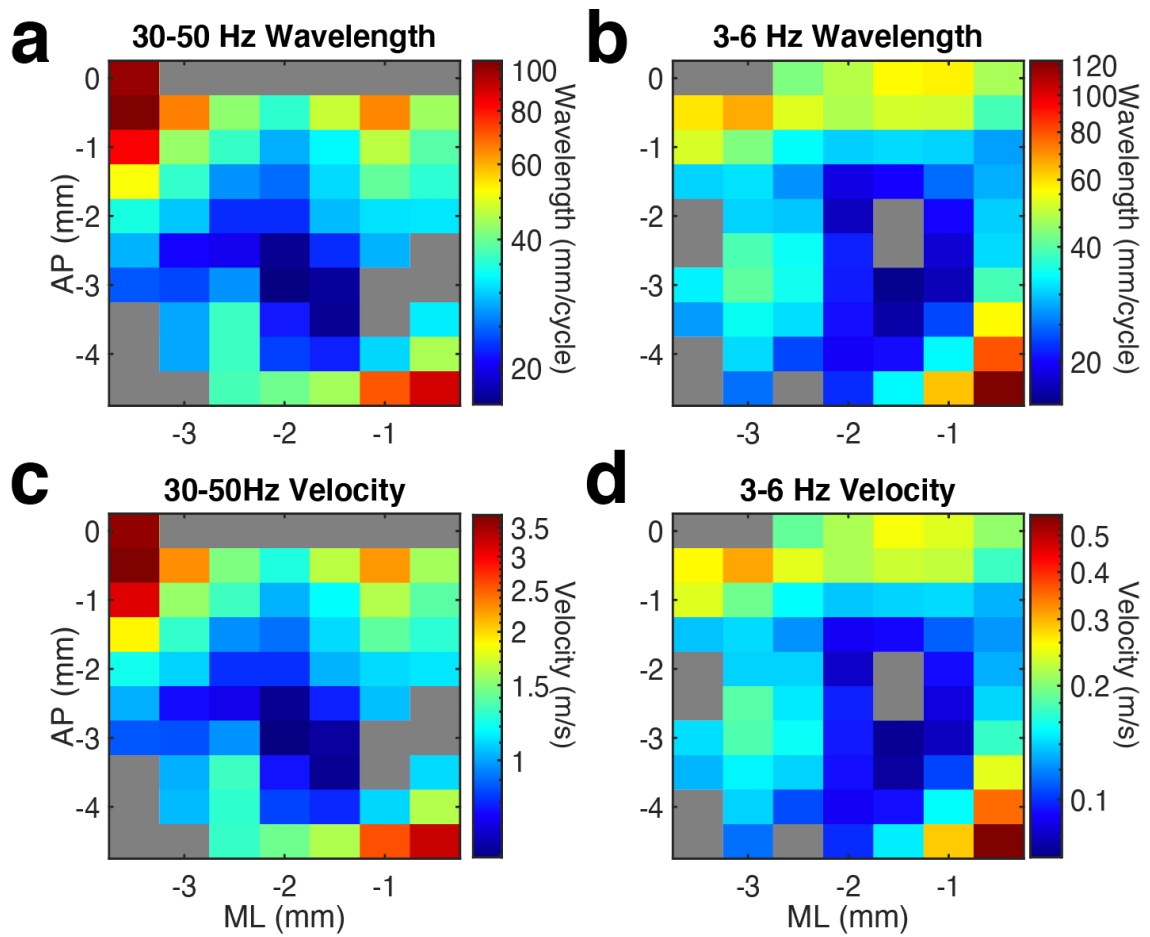 a
30-50 Hz Wavelength
0
-1
-2
-3
-4
AP (mm)
-3 -2 -1
100
80
60
40
20
Wavelength (mm/cycle)
b
3-6 Hz Wavelength
0
-1
-2
-3
-4
-3 -2 -1
120
100
80
60
40
20
Wavelength (mm/cycle)
c
30-50Hz Velocity
0
-1
-2
-3
-4
AP (mm)
-3 -2 -1
ML (mm)
3.5
3
2.5
2
1.5
1
Velocity (m/s)
d
3-6 Hz Velocity
0
-1
-2
-3
-4
-3 -2 -1
ML (mm)
0.5
0.4
0.3
0.2
0.1
Velocity (m/s)